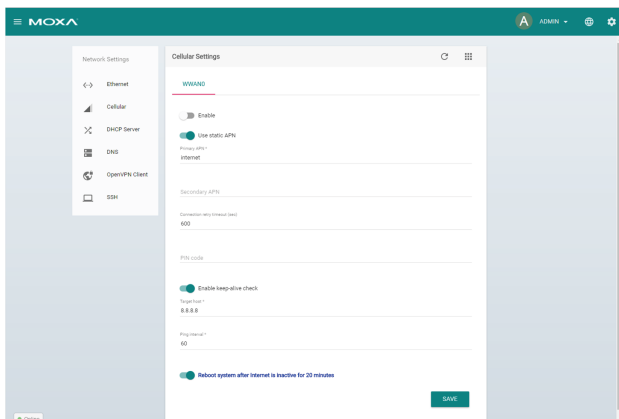 MOXA
A ADMIN
Network Settings
Ethernet
Cellular
DHCP Server
DNS
OpenVPN Client
SSH
Cellular Settings
WWAN0
Enable
Use static APN
Primary APN *
internet
Secondary APN
Connection retry timeout (sec)
600
PIN code
Enable keep-alive check
Target host *
8.8.8.8
Ping interval *
60
Reboot system after Internet is inactive for 20 minutes
SAVE
Online